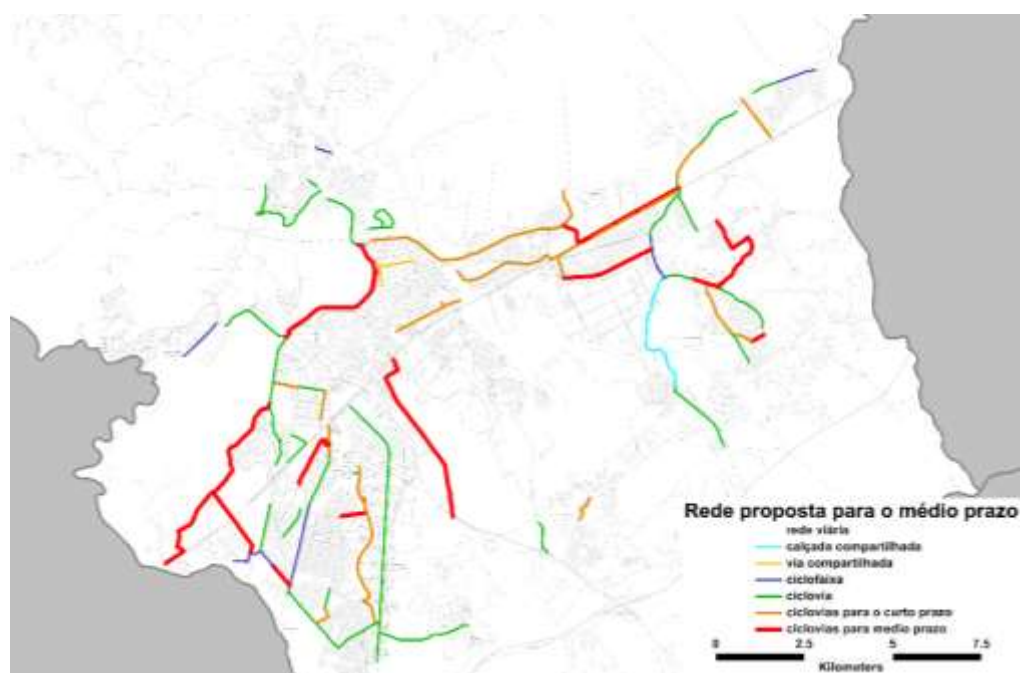 Rede proposta para o médio prazo
rede viária
calçada compartilhada
via compartilhada
ciclofaixa
ciclovia
ciclovias para o curto prazo
ciclovias para medio prazo
0 2.5 5 7.5
Kilometers